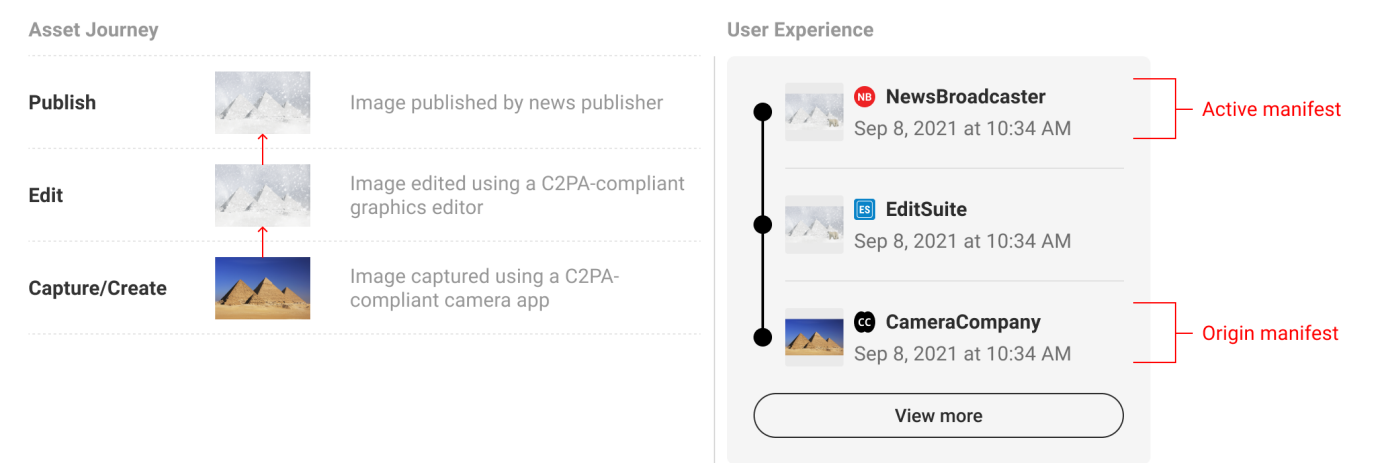 Asset Journey
Publish
Image published by news publisher
Edit
Image edited using a C2PA-compliant
graphics editor
Capture/Create
Image captured using a C2PA-
compliant camera app
User Experience
NB NewsBroadcaster
Sep 8, 2021 at 10:34 AM
Active manifest
ES EditSuite
Sep 8, 2021 at 10:34 AM
CC CameraCompany
Sep 8, 2021 at 10:34 AM
Origin manifest
View more